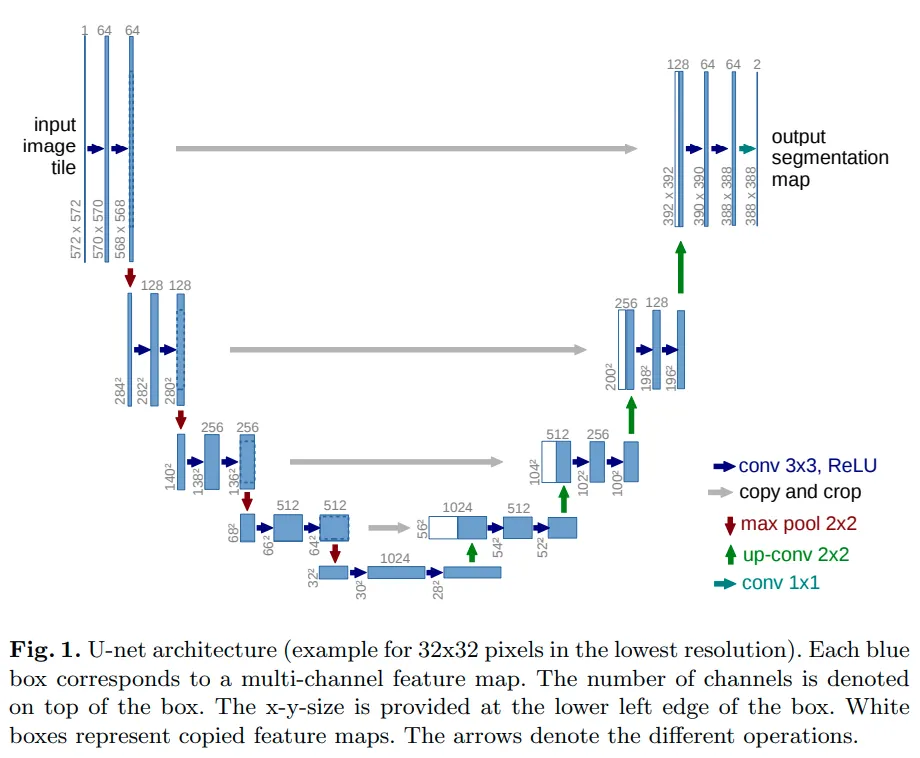 1 64 64
input
image
tile
572 x 572
570 x 570
568 x 568
128 64 64 2
output
segmentation
map
392 x 392
390 x 390
388 x 388
388 x 388
128 128
284²
282²
280²
256 128
200²
198²
196²
256 256
140²
138²
136²
512 256
104²
102²
100²
512 512
68²
66²
64²
1024 512
56²
54²
52²
1024
32²
30²
28²
conv 3x3, ReLU
copy and crop
max pool 2x2
up-conv 2x2
conv 1x1
Fig. 1. U-net architecture (example for 32x32 pixels in the lowest resolution). Each blue
box corresponds to a multi-channel feature map. The number of channels is denoted
on top of the box. The x-y-size is provided at the lower left edge of the box. White
boxes represent copied feature maps. The arrows denote the different operations.